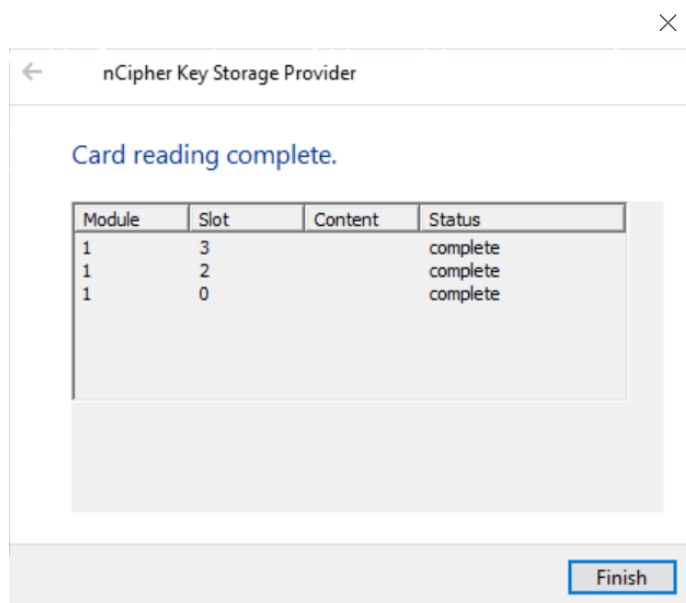 nCipher Key Storage Provider
Card reading complete.
Module Slot Content Status
1 3 complete
1 2 complete
1 0 complete
Finish